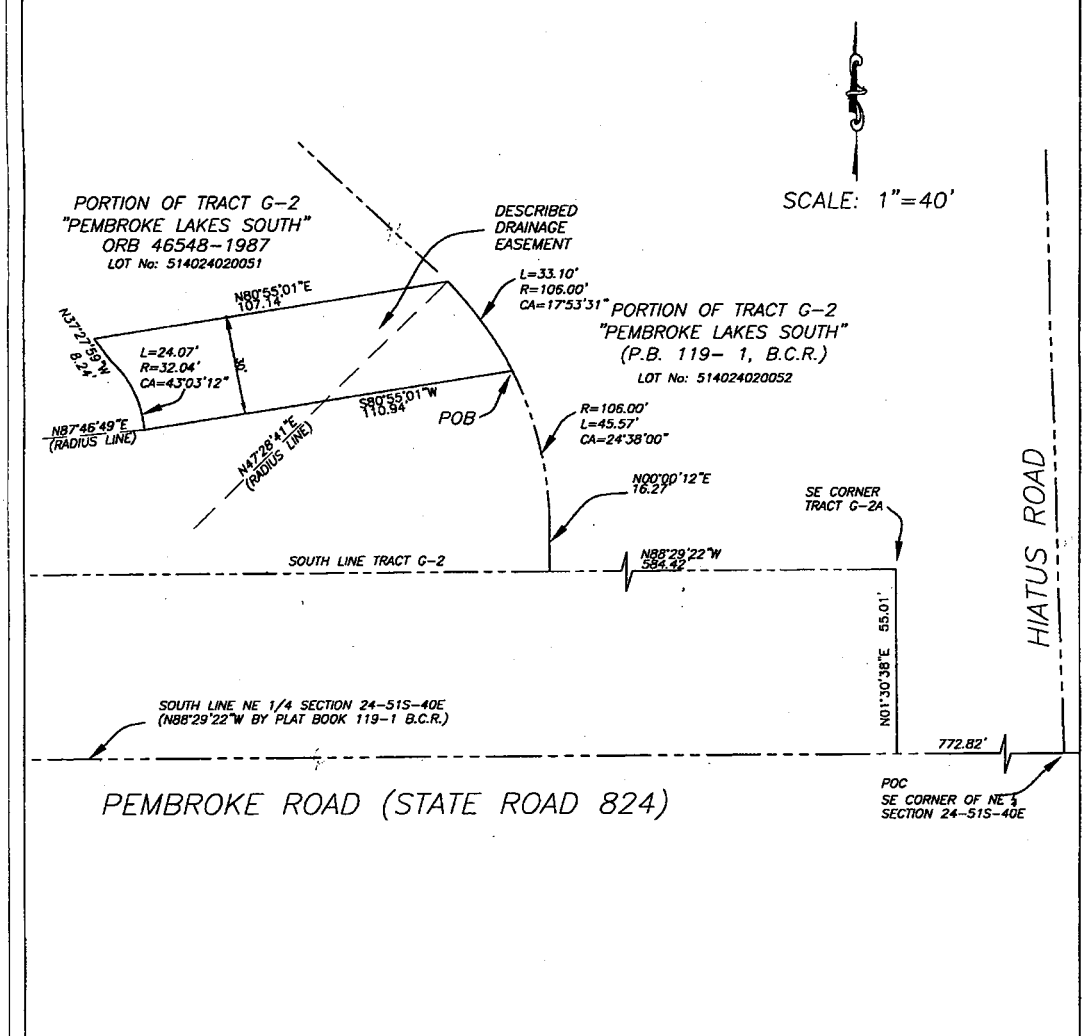 SCALE: 1"=40'
PORTION OF TRACT G-2
"PEMBROKE LAKES SOUTH"
ORB 46548-1987
LOT No: 514024020051
DESCRIBED
DRAINAGE
EASEMENT
L=33.10'
R=106.00'
CA=17°53'31"
PORTION OF TRACT G-2
"PEMBROKE LAKES SOUTH"
(P.B. 119- 1, B.C.R.)
LOT No: 514024020052
N80°55'01"E
107.14'
N37°27'59"W
8.24'
L=24.07'
R=32.04'
CA=43°03'12"
30'
S80°55'01"W
110.94'
POB
N87°46'49"E
(RADIUS LINE)
N47°28'41"E
(RADIUS LINE)
R=106.00'
L=45.57'
CA=24°38'00"
N00°00'12"E
16.27'
SE CORNER
TRACT G-2A
HIATUS ROAD
SOUTH LINE TRACT G-2
N88°29'22"W
584.42'
N01°30'38"E 55.01'
SOUTH LINE NE 1/4 SECTION 24-51S-40E
(N88°29'22"W BY PLAT BOOK 119-1 B.C.R.)
772.82'
PEMBROKE ROAD (STATE ROAD 824)
POC
SE CORNER OF NE
SECTION 24-51S-40E